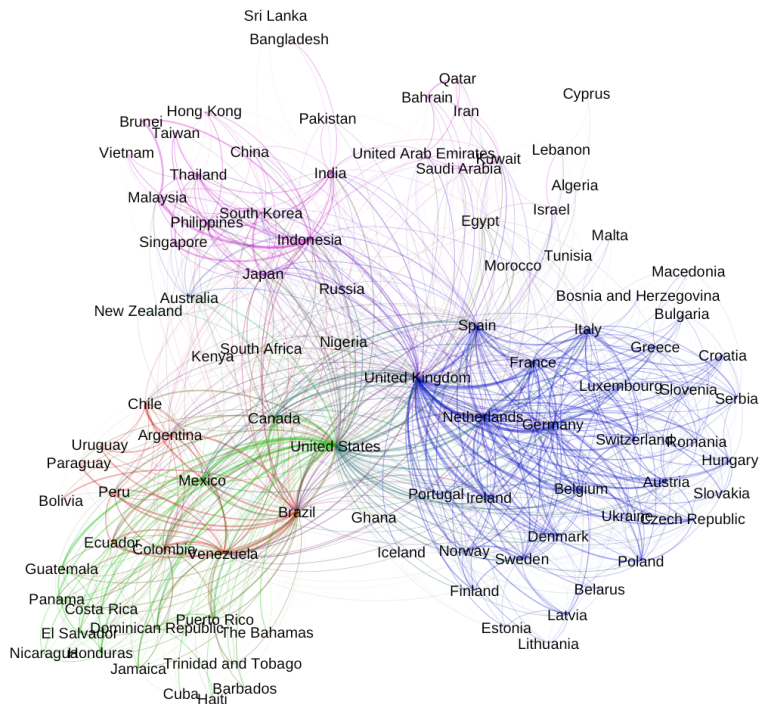 Sri Lanka
Bangladesh
Qatar
Cyprus
Bahrain
Hong Kong
Iran
Pakistan
Brunei
Taiwan
Vietnam
China
United Arab Emirates
Lebanon
Kuwait
Saudi Arabia
Thailand
India
Algeria
Malaysia
Israel
South Korea
Philippines
Egypt
Malta
Singapore
Indonesia
Tunisia
Morocco
Japan
Macedonia
Russia
Australia
Bosnia and Herzegovina
New Zealand
Bulgaria
Spain
Italy
Nigeria
South Africa
Greece
Kenya
Croatia
France
United Kingdom
Luxembourg
Slovenia
Serbia
Chile
Canada
Netherlands
Germany
Argentina
Uruguay
United States
Switzerland
Romania
Paraguay
Hungary
Mexico
Austria
Belgium
Peru
Portugal
Slovakia
Ireland
Bolivia
Brazil
Ghana
Ukraine
Czech Republic
Denmark
Ecuador
Colombia
Venezuela
Iceland
Norway
Sweden
Poland
Guatemala
Finland
Belarus
Panama
Costa Rica
Latvia
Puerto Rico
Dominican Republic
Estonia
El Salvador
The Bahamas
Lithuania
Nicaragua
Honduras
Jamaica
Trinidad and Tobago
Barbados
Cuba
Haiti